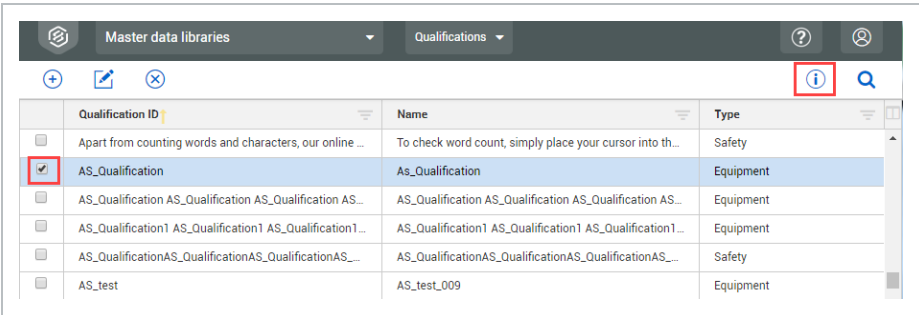 Master data libraries Qualifications
Qualification ID Name Type
Apart from counting words and characters, our online ... To check word count, simply place your cursor into th... Safety
AS_Qualification As_Qualification Equipment
AS_Qualification AS_Qualification AS_Qualification AS... AS_Qualification AS_Qualification AS_Qualification AS... Equipment
AS_Qualification1 AS_Qualification1 AS_Qualification1... AS_Qualification1 AS_Qualification1 AS_Qualification1... Equipment
AS_QualificationAS_QualificationAS_QualificationAS_... AS_QualificationAS_QualificationAS_QualificationAS_... Safety
AS_test AS_test_009 Equipment